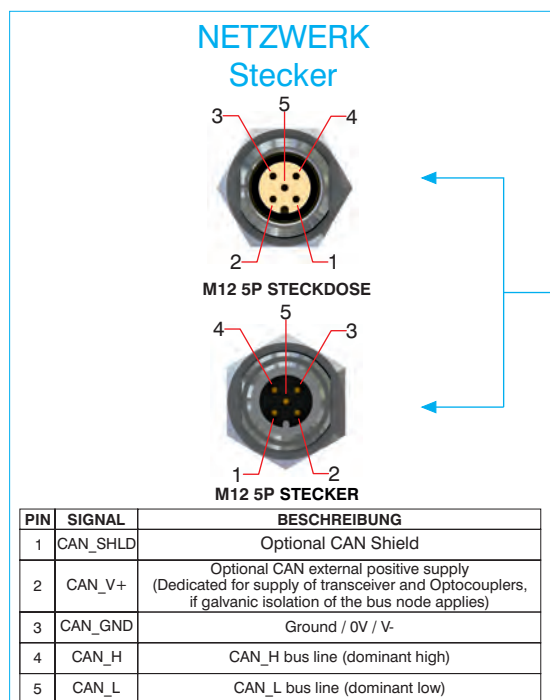 NETZWERK
Stecker
5
3 4
2 1
M12 5P STECKDOSE
5
4 3
1 2
M12 5P STECKER
PIN SIGNAL BESCHREIBUNG
1 CAN_SHLD Optional CAN Shield
2 CAN_V+ Optional CAN external positive supply
(Dedicated for supply of transceiver and Optocouplers,
if galvanic isolation of the bus node applies)
3 CAN_GND Ground / 0V / V-
4 CAN_H CAN_H bus line (dominant high)
5 CAN_L CAN_L bus line (dominant low)